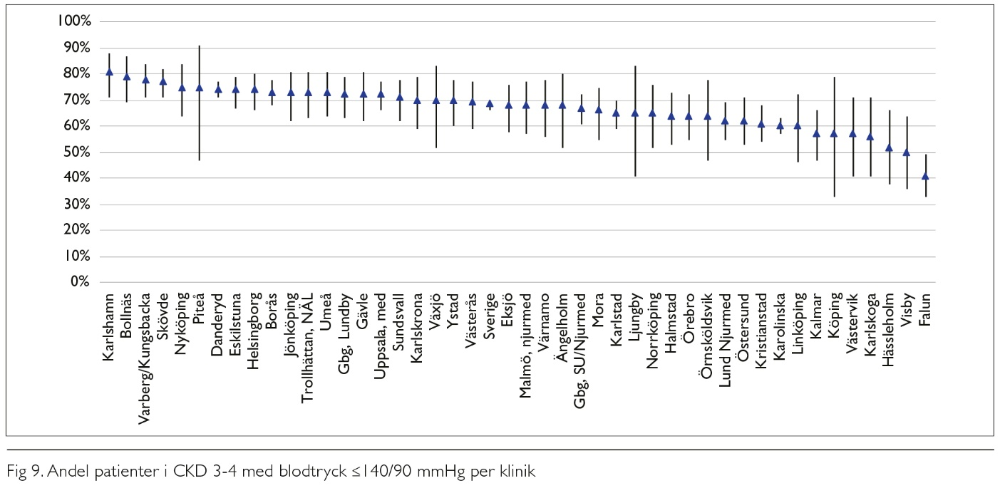 100%
90%
80%
70%
60%
50%
40%
30%
20%
10%
0%
Karlshamn
Bollnäs
Varberg/Kungsbacka
Skövde
Nyköping
Piteå
Danderyd
Eskilstuna
Helsingborg
Borås
Jönköping
Trollhättan, NÄL
Umeå
Gbg, Lundby
Gävle
Uppsala, med
Sundsvall
Karlskrona
Växjö
Ystad
Västerås
Sverige
Eksjö
Malmö, njurmed
Värnamo
Ängelholm
Gbg, SU/Njurmed
Mora
Karlstad
Ljungby
Norrköping
Halmstad
Örebro
Örnsköldsvik
Lund Njurmed
Östersund
Kristianstad
Karolinska
Linköping
Kalmar
Köping
Västervik
Karlskoga
Hässleholm
Visby
Falun
Fig 9. Andel patienter i CKD 3-4 med blodtryck ≤140/90 mmHg per klinik